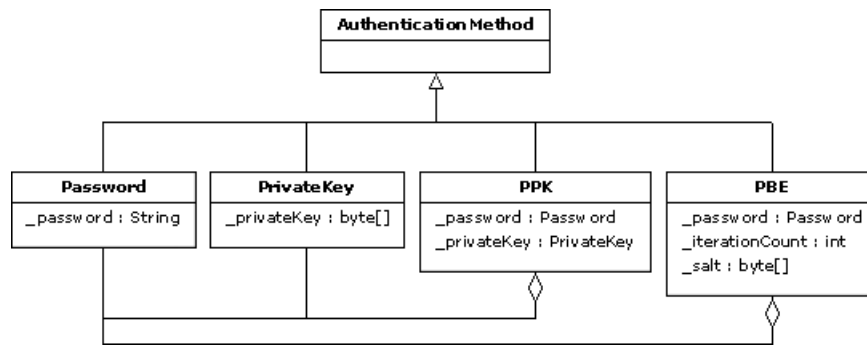 AuthenticationMethod
Password
_password : String
PrivateKey
_privateKey : byte[]
PPK
_password : Password
_privateKey : PrivateKey
PBE
_password : Password
_iterationCount : int
_salt : byte[]